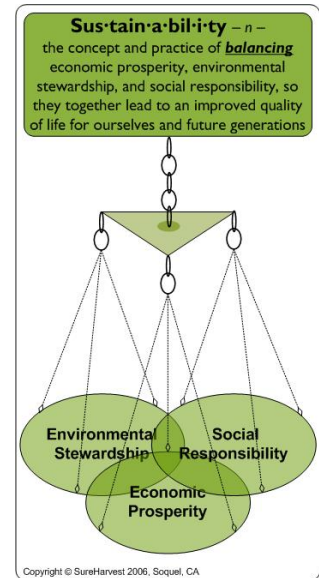 Sus·tain·a·bil·i·ty – n –
the concept and practice of balancing
economic prosperity, environmental
stewardship, and social responsibility, so
they together lead to an improved quality
of life for ourselves and future generations
Environmental
Stewardship
Social
Responsibility
Economic
Prosperity
Copyright © SureHarvest 2006, Soquel, CA